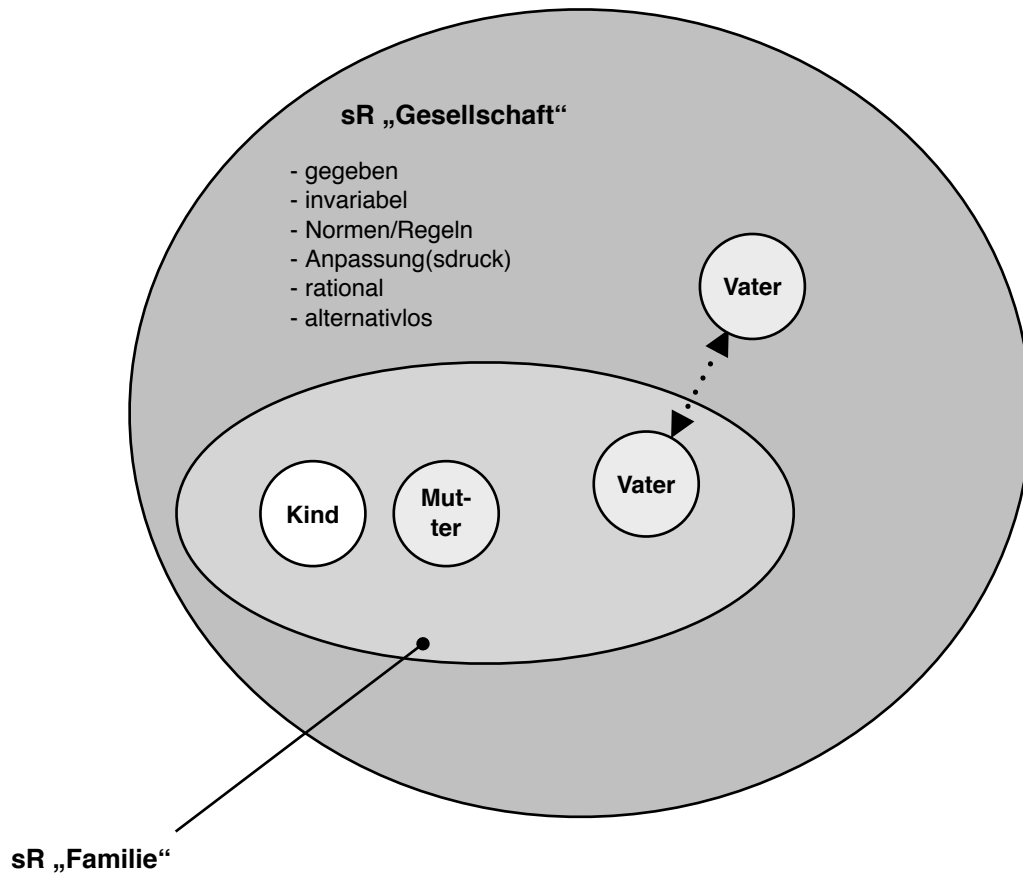 sR „Gesellschaft“
- gegeben
- invariabel
- Normen/Regeln
- Anpassung(sdruck)
- rational
- alternativlos
Vater
Vater
Kind
Mut-
ter
sR „Familie“